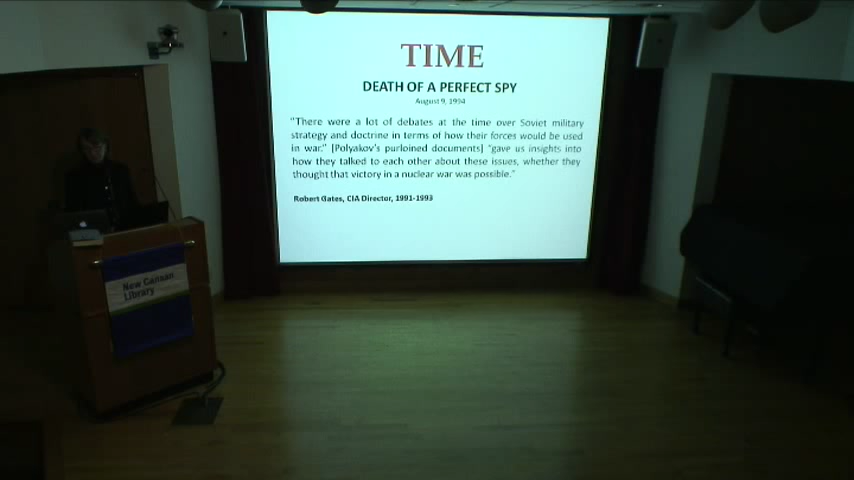 TIME
DEATH OF A PERFECT SPY
August 9, 1994
"There were a lot of debates at the time over Soviet military
strategy and doctrine in terms of how their forces would be used
in war." [Polyakov's purloined documents] "gave us insights into
how they talked to each other about these issues, whether they
thought that victory in a nuclear war was possible."
Robert Gates, CIA Director, 1991-1993
New Canaan
Library